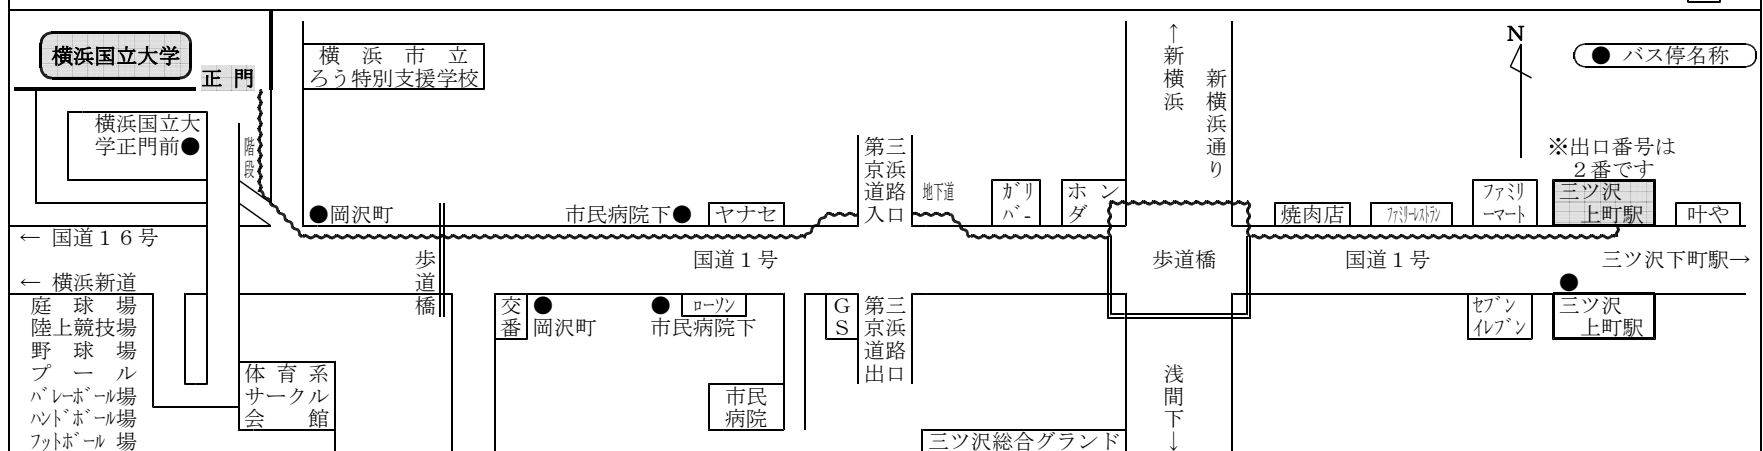 横浜国立大学
正 門
横浜国立大
学正門前●
階段
横 浜 市 立
ろう特別支援学校
●岡沢町
市民病院下●
ヤナセ
第三
京浜
道路
入口
地下道
ｶﾞﾘ
ﾊﾞｰ
ホン
ダ
↑新横浜
新横浜通り
N
● バス停名称
※出口番号は
２番です
焼肉店
ﾌｧﾐﾘｰﾚｽﾄﾗﾝ
ﾌｧﾐﾘ
ｰﾏｰﾄ
三ツ沢
上町駅
叶や
← 国道１６号
← 横浜新道
歩道橋
国道１号
歩道橋
国道１号
三ツ沢下町駅→
庭 球 場
陸上競技場
野 球 場
プ ー ル
ﾊﾞﾚｰﾎﾞｰﾙ場
ﾊﾝﾄﾞﾎﾞｰﾙ場
ﾌｯﾄﾎﾞｰﾙ 場
体 育 系
サークル
会 館
交番
●
岡沢町
●
市民病院下
ﾛｰｿﾝ
市民
病院
G
S
第三
京浜
道路
出口
三ツ沢総合グランド
浅間下↓
ｾﾌﾞﾝ
ｲﾚﾌﾞﾝ
●
三ツ沢
上町駅